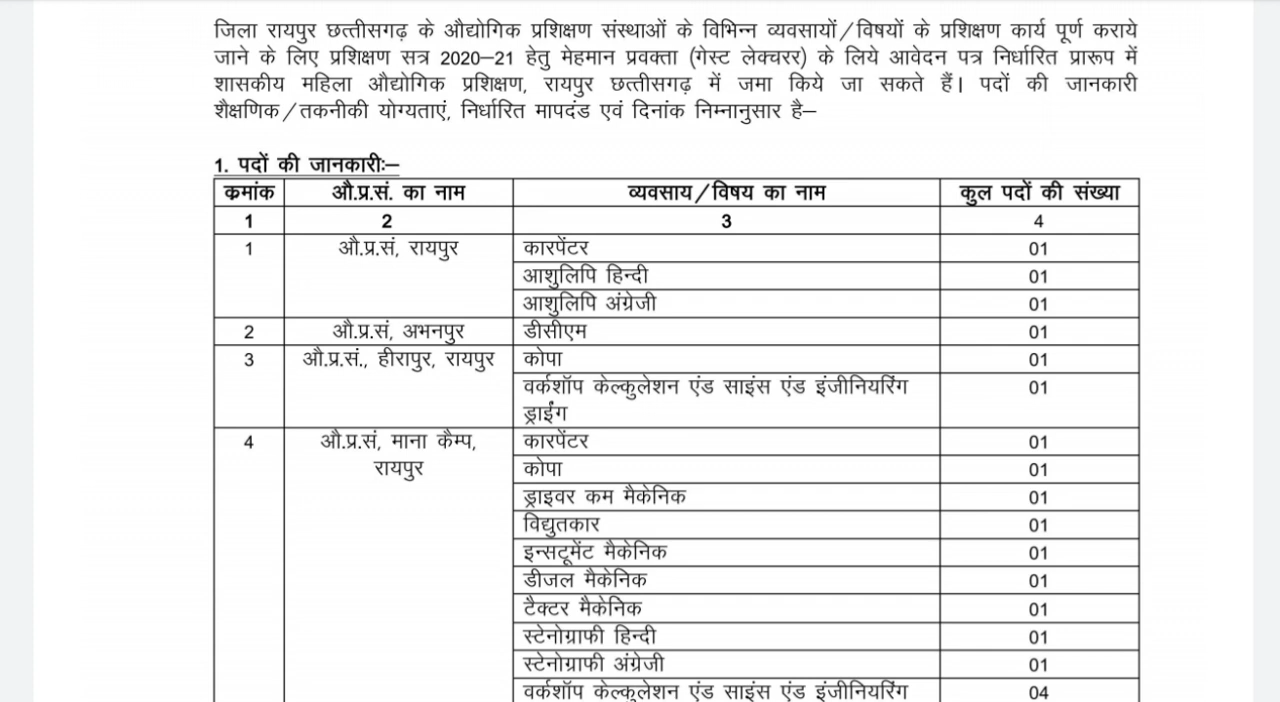 जिला रायपुर छत्तीसगढ़ के औद्योगिक प्रशिक्षण संस्थाओं के विभिन्न व्यवसायों/विषयों के प्रशिक्षण कार्य पूर्ण कराये
जाने के लिए प्रशिक्षण सत्र 2020–21 हेतु मेहमान प्रवक्ता (गेस्ट लेक्चरर) के लिये आवेदन पत्र निर्धारित प्रारूप में
शासकीय महिला औद्योगिक प्रशिक्षण, रायपुर छत्तीसगढ़ में जमा किये जा सकते हैं। पदों की जानकारी
शैक्षणिक/तकनीकी योग्यताएं, निर्धारित मापदंड एवं दिनांक निम्नानुसार है–
1. पदों की जानकारीः–
कमांक औ.प्र.सं. का नाम व्यवसाय/विषय का नाम कुल पदों की संख्या
1 2 3 4
1 औ.प्र.सं, रायपुर कारपेंटर 01
आशुलिपि हिन्दी 01
आशुलिपि अंग्रेजी 01
2 औ.प्र.सं, अभनपुर डीसीएम 01
3 औ.प्र.सं., हीरापुर, रायपुर कोपा 01
वर्कशॉप केल्कुलेशन एंड साइंस एंड इंजीनियरिंग 01
ड्राईंग
4 औ.प्र.सं, माना कैम्प, कारपेंटर 01
रायपुर कोपा 01
ड्राइवर कम मैकेनिक 01
विद्युतकार 01
इन्सटूमेंट मैकेनिक 01
डीजल मैकेनिक 01
टैक्टर मैकेनिक 01
स्टेनोग्राफी हिन्दी 01
स्टेनोग्राफी अंग्रेजी 01
वर्कशॉप केल्कुलेशन एंड साइंस एंड इंजीनियरिंग 04